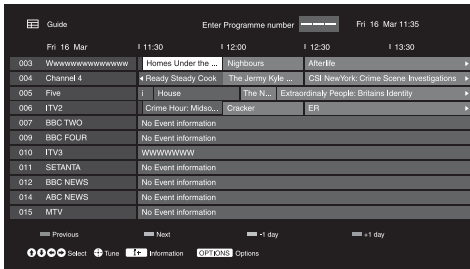 Guide Enter Programme number Fri 16 Mar 11:35
Fri 16 Mar 11:30 12:00 12:30 13:30
003 Wwwwwwwwwwwwww Homes Under the ... Nighbours Afterlife
004 Channel 4 Ready Steady Cook The Jermy Kyle ... CSI NewYork: Crime Scene Investigations
005 Five i House The N... Extraordinaly People: Britains Identity
006 ITV2 Crime Hour: Midso... Cracker ER
007 BBC TWO No Event information
009 BBC FOUR No Event information
010 ITV3 WWWWWWW
011 SETANTA No Event information
012 BBC NEWS No Event information
014 ABC NEWS No Event information
015 MTV No Event information
Previous Next -1 day +1 day
Select Tune Information OPTIONS Options